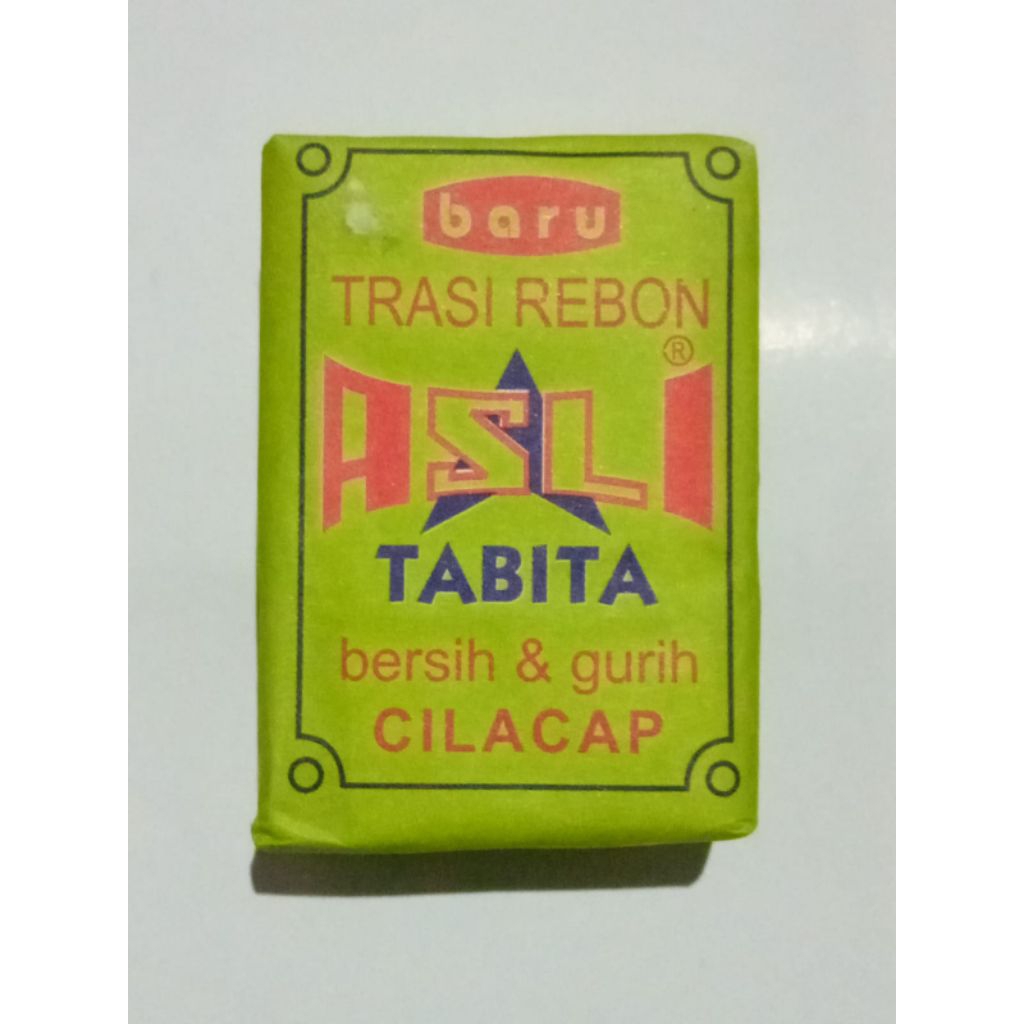 baru
TRASI REBON
®
ASLI
TABITA
bersih & gurih
CILACAP